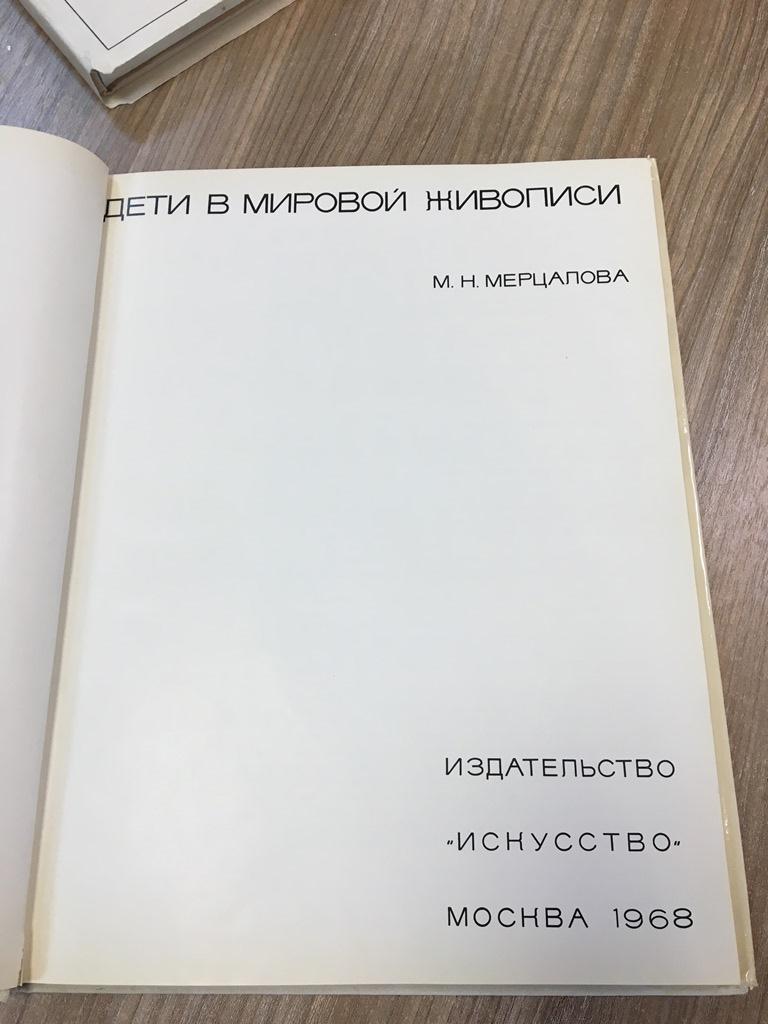 ДЕТИ В МИРОВОЙ ЖИВОПИСИ
М. Н. МЕРЦАЛОВА
ИЗДАТЕЛЬСТВО
„ИСКУССТВО“
МОСКВА 1968